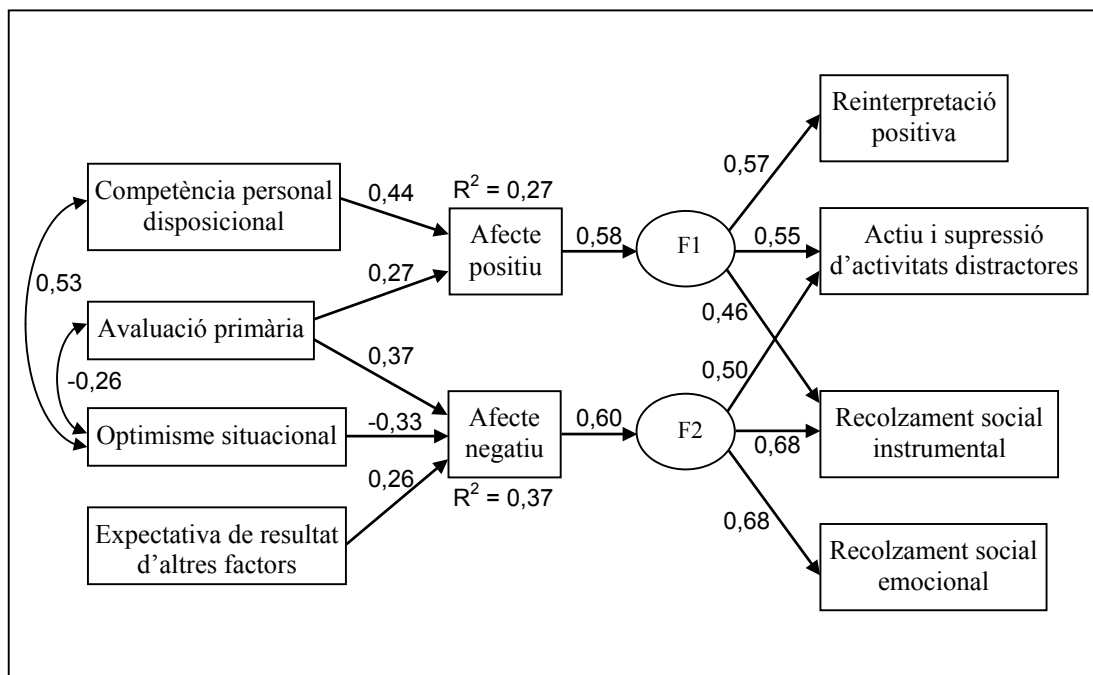 Reinterpretació
positiva
0,57
Competència personal
disposicional
0,44
R² = 0,27
Afecte
positiu
0,58
F1
0,55
Actiu i supressió
d’activitats distractores
0,53
0,27
0,46
Avaluació primària
0,37
-0,26
0,50
Optimisme situacional
-0,33
Afecte
negatiu
0,60
F2
0,68
Recolzament social
instrumental
0,26
R² = 0,37
Expectativa de resultat
d’altres factors
0,68
Recolzament social
emocional